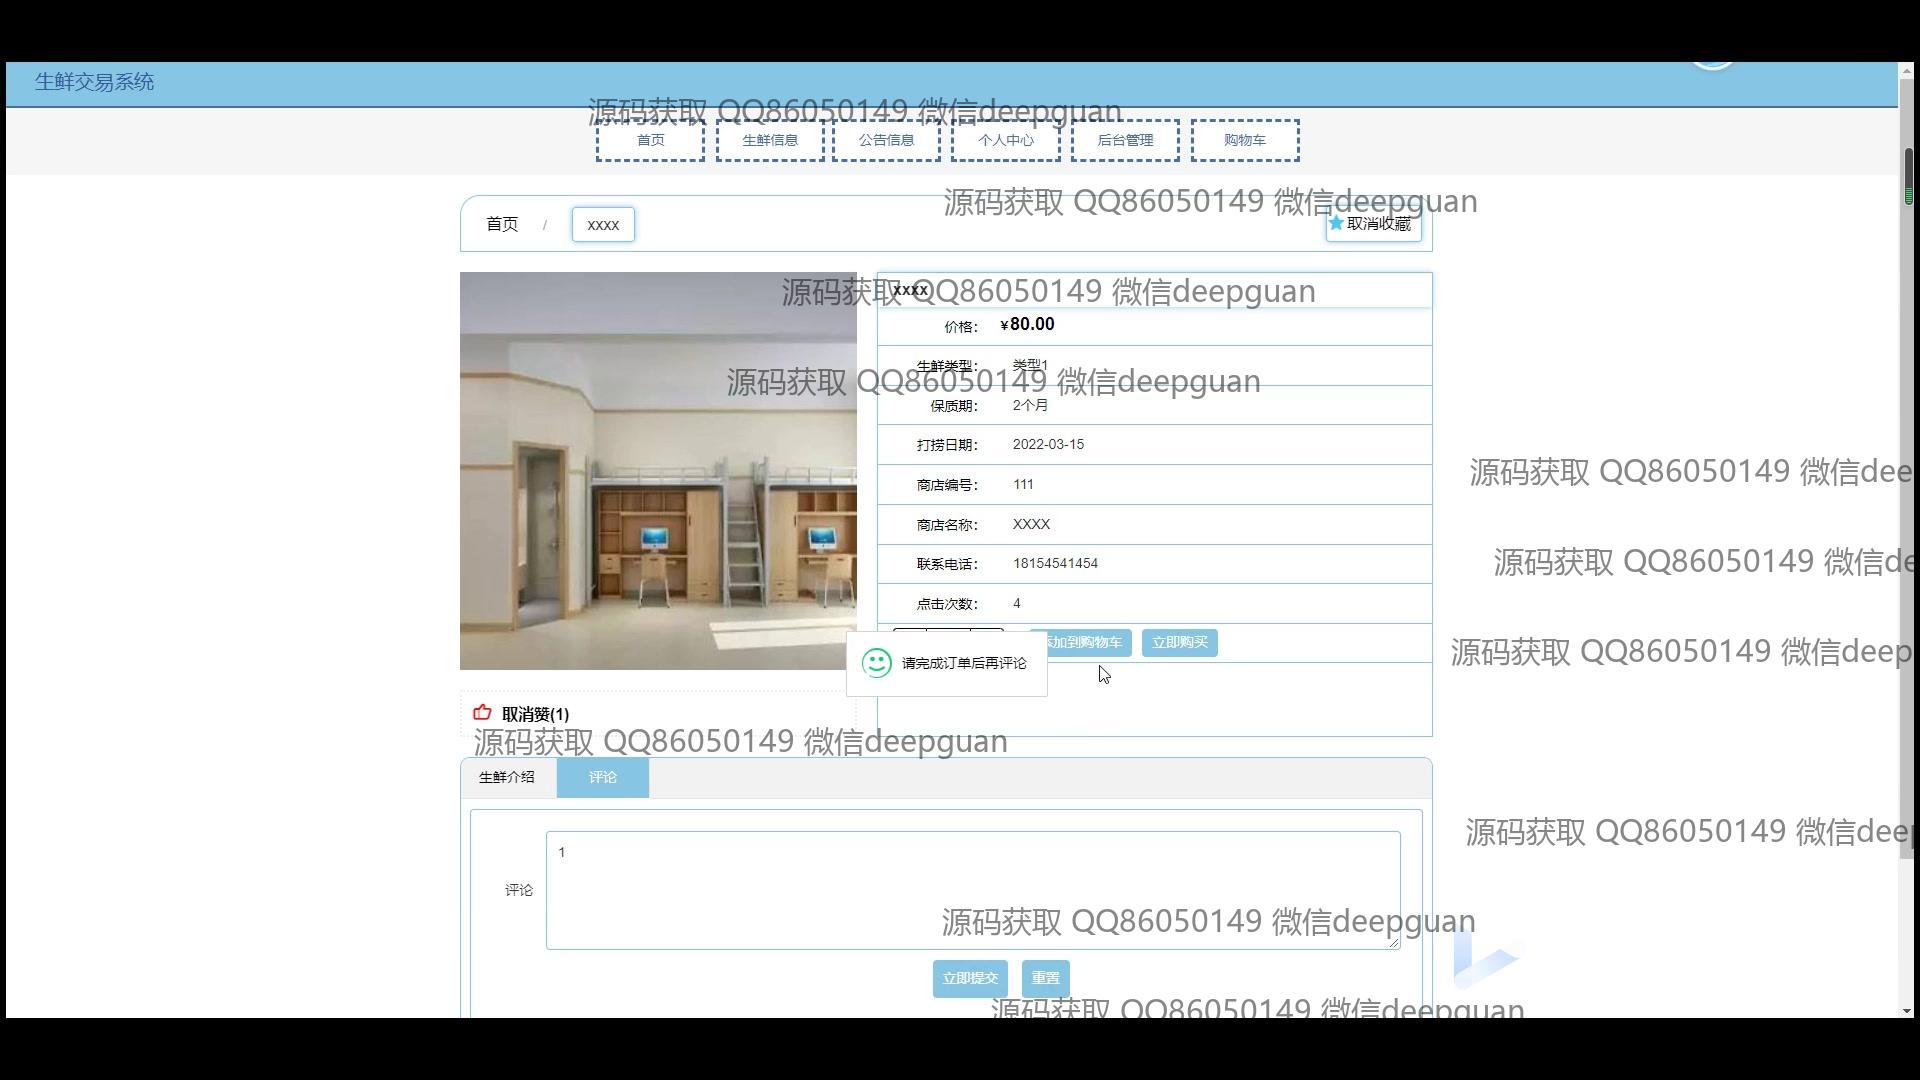 生鲜交易系统
源码获取 QQ86050149 微信deepguan
首页 生鲜信息 公告信息 个人中心 后台管理 购物车
源码获取 QQ86050149 微信deepguan
首页 / xxxx
取消收藏
xxxx
源码获取 QQ86050149 微信deepguan
价格： ¥80.00
生鲜类型： 类型1
源码获取 QQ86050149 微信deepguan
保质期： 2个月
打捞日期： 2022-03-15
源码获取 QQ86050149 微信dee
商店编号： 111
商店名称： XXXX
联系电话： 18154541454
源码获取 QQ86050149 微信de
点击次数： 4
添加到购物车 立即购买
源码获取 QQ86050149 微信deep
请完成订单后再评论
取消赞(1)
源码获取 QQ86050149 微信deepguan
生鲜介绍 评论
源码获取 QQ86050149 微信deep
1
评论
源码获取 QQ86050149 微信deepguan
立即提交 重置
源码获取 QQ86050149 微信deepguan